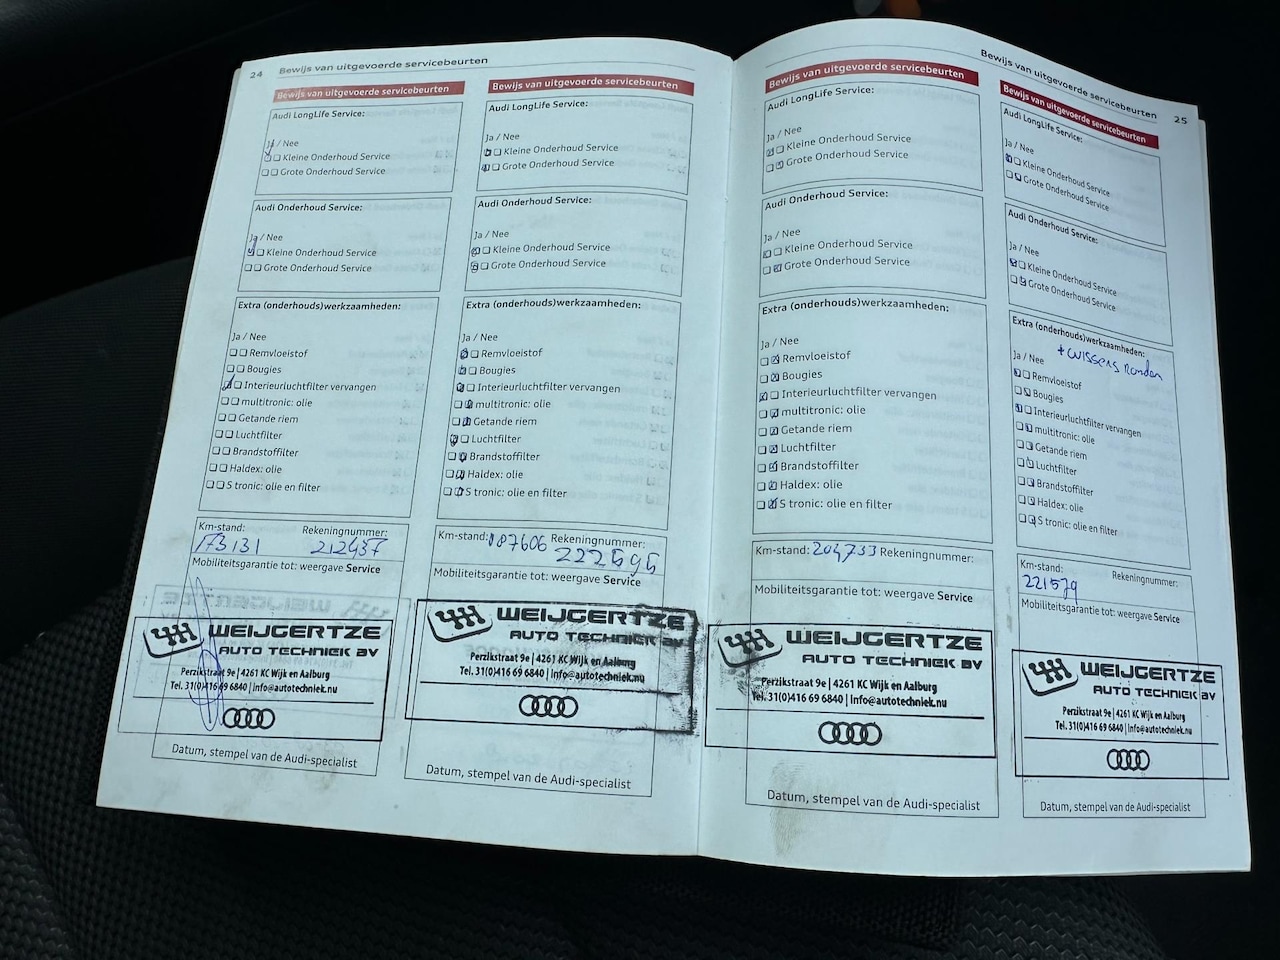 24 Bewijs van uitgevoerde servicebeurten
Bewijs van uitgevoerde servicebeurten
Audi LongLife Service:
Ja / Nee
Kleine Onderhoud Service
Grote Onderhoud Service
Audi Onderhoud Service:
Ja / Nee
Kleine Onderhoud Service
Grote Onderhoud Service
Extra (onderhouds)werkzaamheden:
Ja / Nee
Remvloeistof
Bougies
Interieurluchtfilter vervangen
multitronic: olie
Getande riem
Luchtfilter
Brandstoffilter
Haldex: olie
S tronic: olie en filter
Km-stand: Rekeningnummer:
173131 212437
Mobiliteitsgarantie tot: weergave Service
WEIJGERTZE
AUTO TECHNIEK BV
Perzikstraat 9e | 4261 KC Wijk en Aalburg
Tel. 31(0)416 69 6840 | info@autotechniek.nu
Datum, stempel van de Audi-specialist
Bewijs van uitgevoerde servicebeurten
Audi LongLife Service:
Ja / Nee
Kleine Onderhoud Service
Grote Onderhoud Service
Audi Onderhoud Service:
Ja / Nee
Kleine Onderhoud Service
Grote Onderhoud Service
Extra (onderhouds)werkzaamheden:
Ja / Nee
Remvloeistof
Bougies
Interieurluchtfilter vervangen
multitronic: olie
Getande riem
Luchtfilter
Brandstoffilter
Haldex: olie
S tronic: olie en filter
Km-stand: 187606 Rekeningnummer:
222595
Mobiliteitsgarantie tot: weergave Service
WEIJGERTZE
AUTO TECHNIEK BV
Perzikstraat 9e | 4261 KC Wijk en Aalburg
Tel. 31(0)416 69 6840 | info@autotechniek.nu
Datum, stempel van de Audi-specialist
Bewijs van uitgevoerde servicebeurten 25
Bewijs van uitgevoerde servicebeurten
Audi LongLife Service:
Ja / Nee
Kleine Onderhoud Service
Grote Onderhoud Service
Audi Onderhoud Service:
Ja / Nee
Kleine Onderhoud Service
Grote Onderhoud Service
Extra (onderhouds)werkzaamheden:
Ja / Nee
Remvloeistof
Bougies
Interieurluchtfilter vervangen
multitronic: olie
Getande riem
Luchtfilter
Brandstoffilter
Haldex: olie
S tronic: olie en filter
Km-stand: 204733 Rekeningnummer:
Mobiliteitsgarantie tot: weergave Service
WEIJGERTZE
AUTO TECHNIEK BV
Perzikstraat 9e | 4261 KC Wijk en Aalburg
Tel. 31(0)416 69 6840 | info@autotechniek.nu
Datum, stempel van de Audi-specialist
Bewijs van uitgevoerde servicebeurten
Audi LongLife Service:
Ja / Nee
Kleine Onderhoud Service
Grote Onderhoud Service
Audi Onderhoud Service:
Ja / Nee
Kleine Onderhoud Service
Grote Onderhoud Service
Extra (onderhouds)werkzaamheden:
+ wissers
Ja / Nee
Remvloeistof
Bougies
Interieurluchtfilter vervangen
multitronic: olie
Getande riem
Luchtfilter
Brandstoffilter
Haldex: olie
S tronic: olie en filter
Km-stand: Rekeningnummer:
221579
Mobiliteitsgarantie tot: weergave Service
WEIJGERTZE
AUTO TECHNIEK BV
Perzikstraat 9e | 4261 KC Wijk en Aalburg
Tel. 31(0)416 69 6840 | info@autotechniek.nu
Datum, stempel van de Audi-specialist